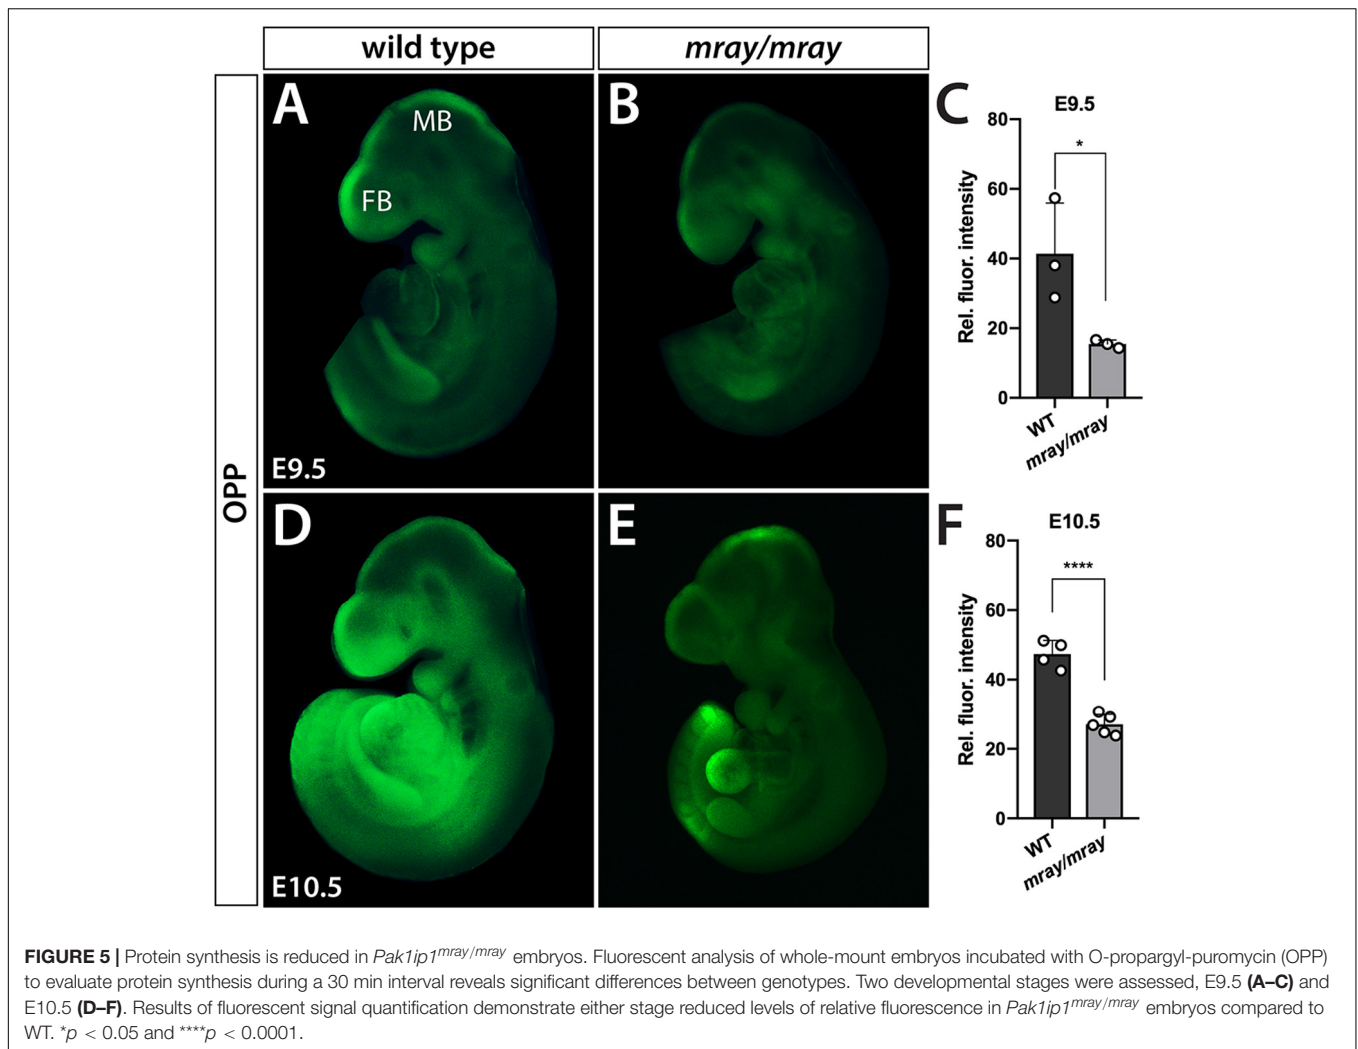 wild type
mray/mray
OPP
A
MB
FB
E9.5
B
C
E9.5
80
60
40
20
0
Rel. fluor. intensity
*
WT
mray/mray
D
E10.5
E
F
E10.5
80
60
40
20
0
Rel. fluor. intensity
****
WT
mray/mray
FIGURE 5 | Protein synthesis is reduced in Pak1ip1mray/mray embryos. Fluorescent analysis of whole-mount embryos incubated with O-propargyl-puromycin (OPP)
to evaluate protein synthesis during a 30 min interval reveals significant differences between genotypes. Two developmental stages were assessed, E9.5 (A–C) and
E10.5 (D–F). Results of fluorescent signal quantification demonstrate either stage reduced levels of relative fluorescence in Pak1ip1mray/mray embryos compared to
WT. *p < 0.05 and ****p < 0.0001.